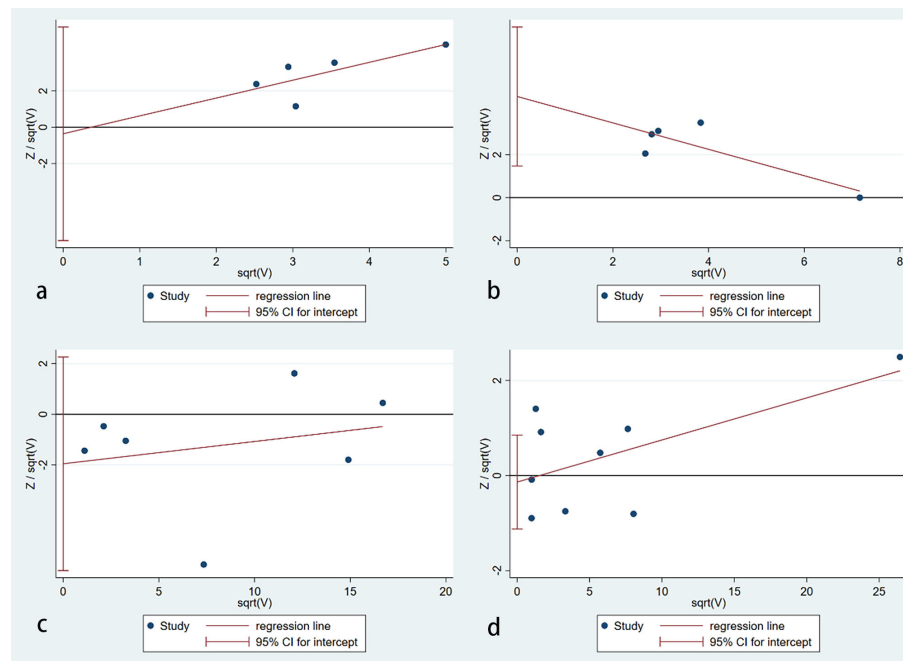 Z / sqrt(V)
2
0
-2
0 1 2 3 4 5
sqrt(V)
a
Study regression line
95% CI for intercept
Z / sqrt(V)
2
0
-2
0 2 4 6 8
sqrt(V)
b
Study regression line
95% CI for intercept
Z / sqrt(V)
2
0
-2
0 5 10 15 20
sqrt(V)
c
Study regression line
95% CI for intercept
Z / sqrt(V)
2
0
-2
0 5 10 15 20 25
sqrt(V)
d
Study regression line
95% CI for intercept